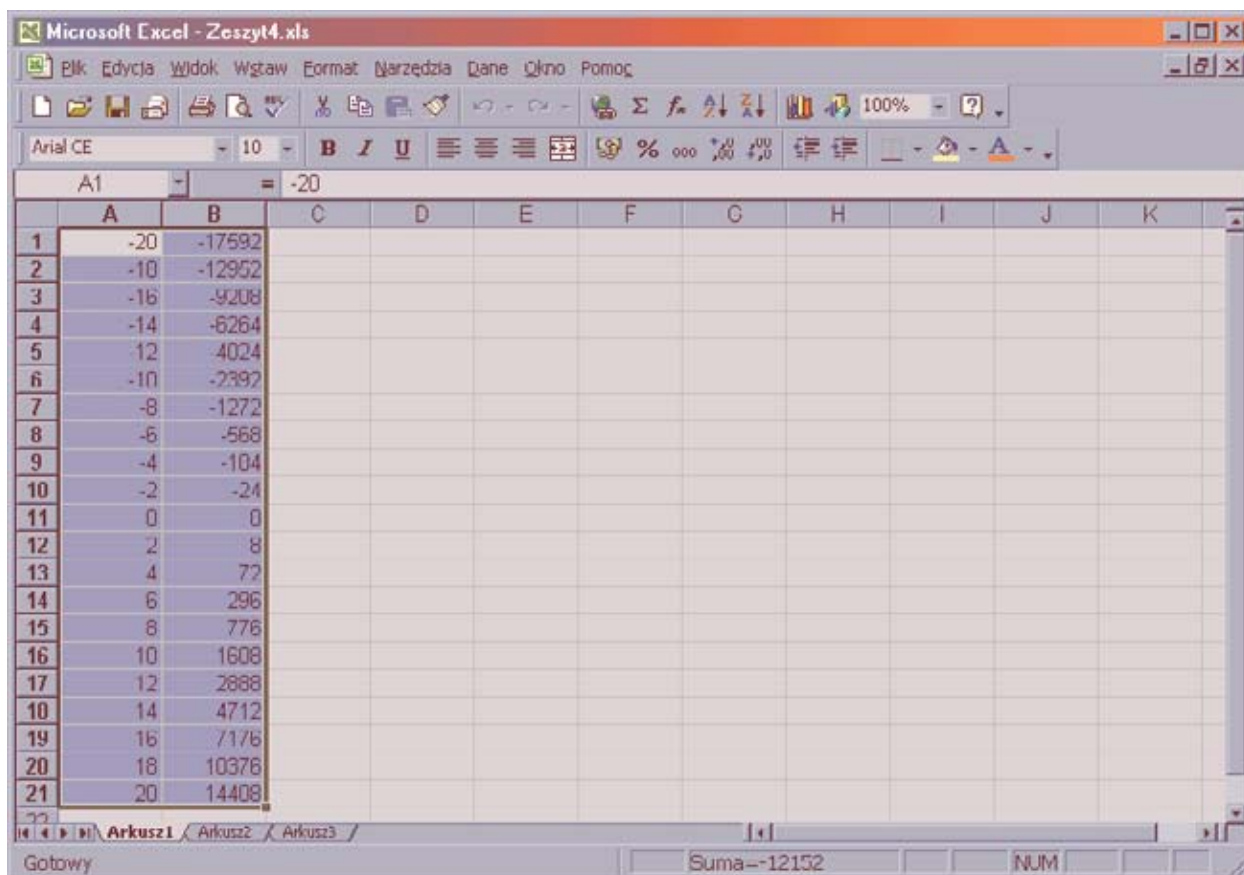 Microsoft Excel - Zeszyt4.xls
Plik Edycja Widok Wstaw Format Narzędzia Dane Okno Pomoc
100%
Arial CE 10 B I U % 000
A1 = -20
A B C D E F G H I J K
1 -20 -17592
2 -10 -12952
3 -16 -9208
4 -14 -6264
5 12 4024
6 -10 -2392
7 -8 -1272
8 -6 -568
9 -4 -104
10 -2 -24
11 0 0
12 2 8
13 4 72
14 6 296
15 8 776
16 10 1608
17 12 2888
10 14 4712
19 16 7176
20 18 10376
21 20 14408
22
Arkusz1 Arkusz2 Arkusz3
Gotowy Suma=-12152 NUM